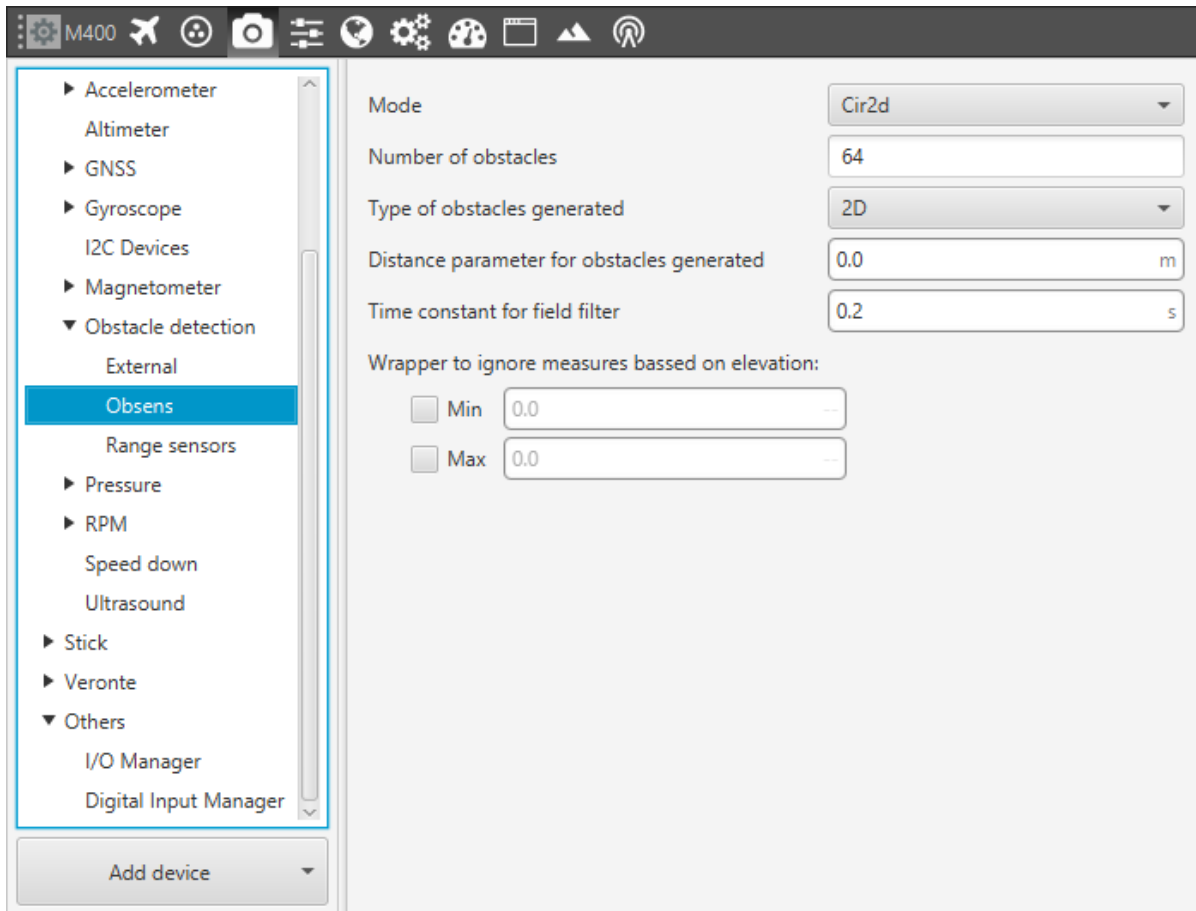 M400
Accelerometer
Altimeter
GNSS
Gyroscope
I2C Devices
Magnetometer
Obstacle detection
External
Obsens
Range sensors
Pressure
RPM
Speed down
Ultrasound
Stick
Veronte
Others
I/O Manager
Digital Input Manager
Add device
Mode Cir2d
Number of obstacles 64
Type of obstacles generated 2D
Distance parameter for obstacles generated 0.0 m
Time constant for field filter 0.2 s
Wrapper to ignore measures bassed on elevation:
Min 0.0 --
Max 0.0 --